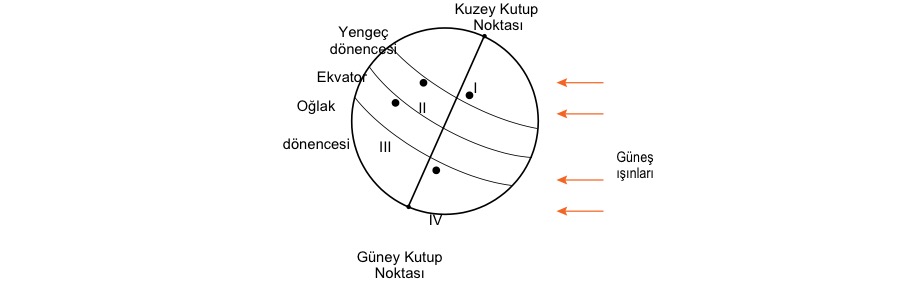 Kuzey Kutup
Noktası
Yengeç
dönencesi
Ekvator
I
Oğlak
II
dönencesi
III
Güneş
ışınları
IV
Güney Kutup
Noktası